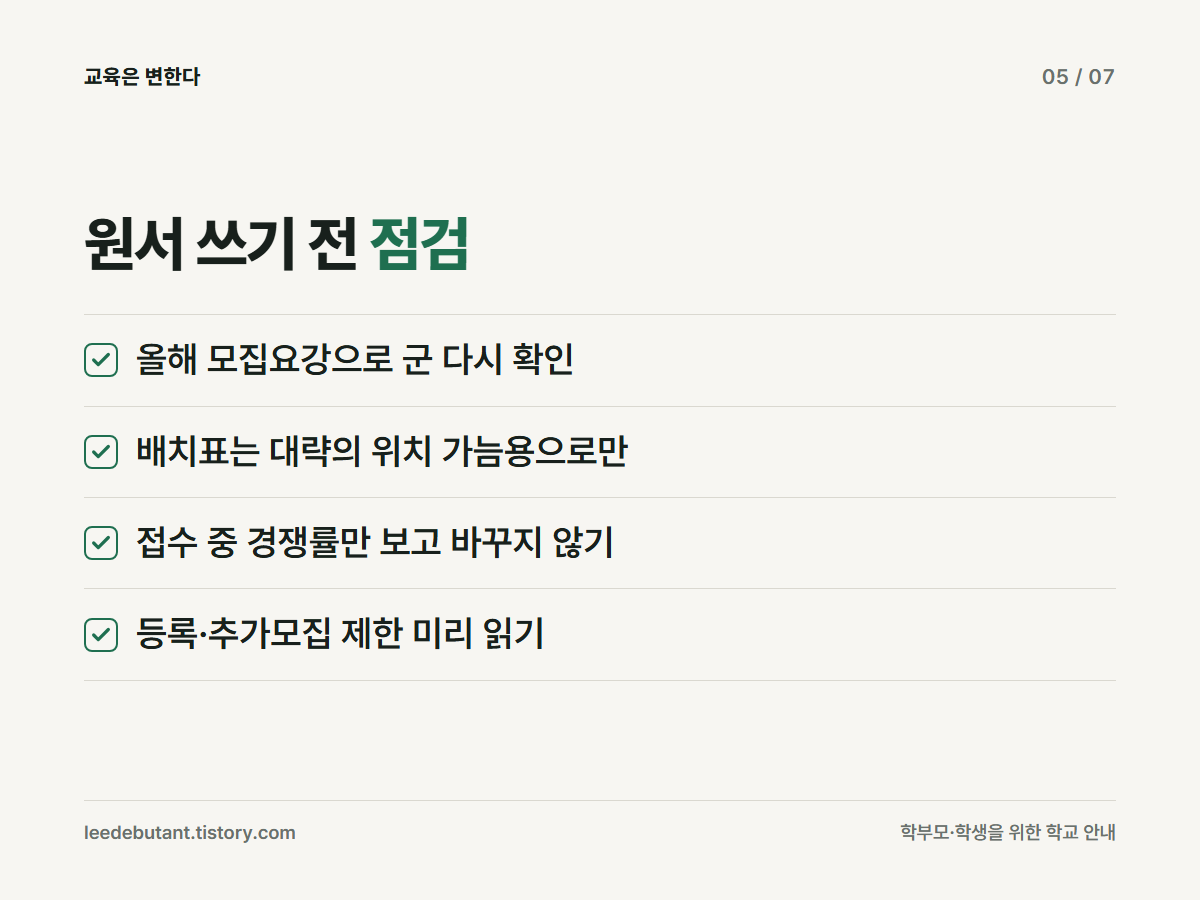 교육은 변한다
05 / 07
원서 쓰기 전 점검
올해 모집요강으로 군 다시 확인
배치표는 대략의 위치 가늠용으로만
접수 중 경쟁률만 보고 바꾸지 않기
등록·추가모집 제한 미리 읽기
leedebutant.tistory.com
학부모·학생을 위한 학교 안내